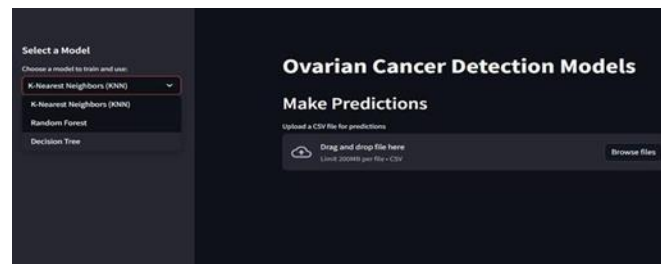 Select a Model
Choose a model to train and use:
K-Nearest Neighbors (KNN)
K-Nearest Neighbors (KNN)
Random Forest
Decision Tree
Ovarian Cancer Detection Models
Make Predictions
Upload a CSV file for predictions
Drag and drop file here
Limit 200MB per file • CSV
Browse files